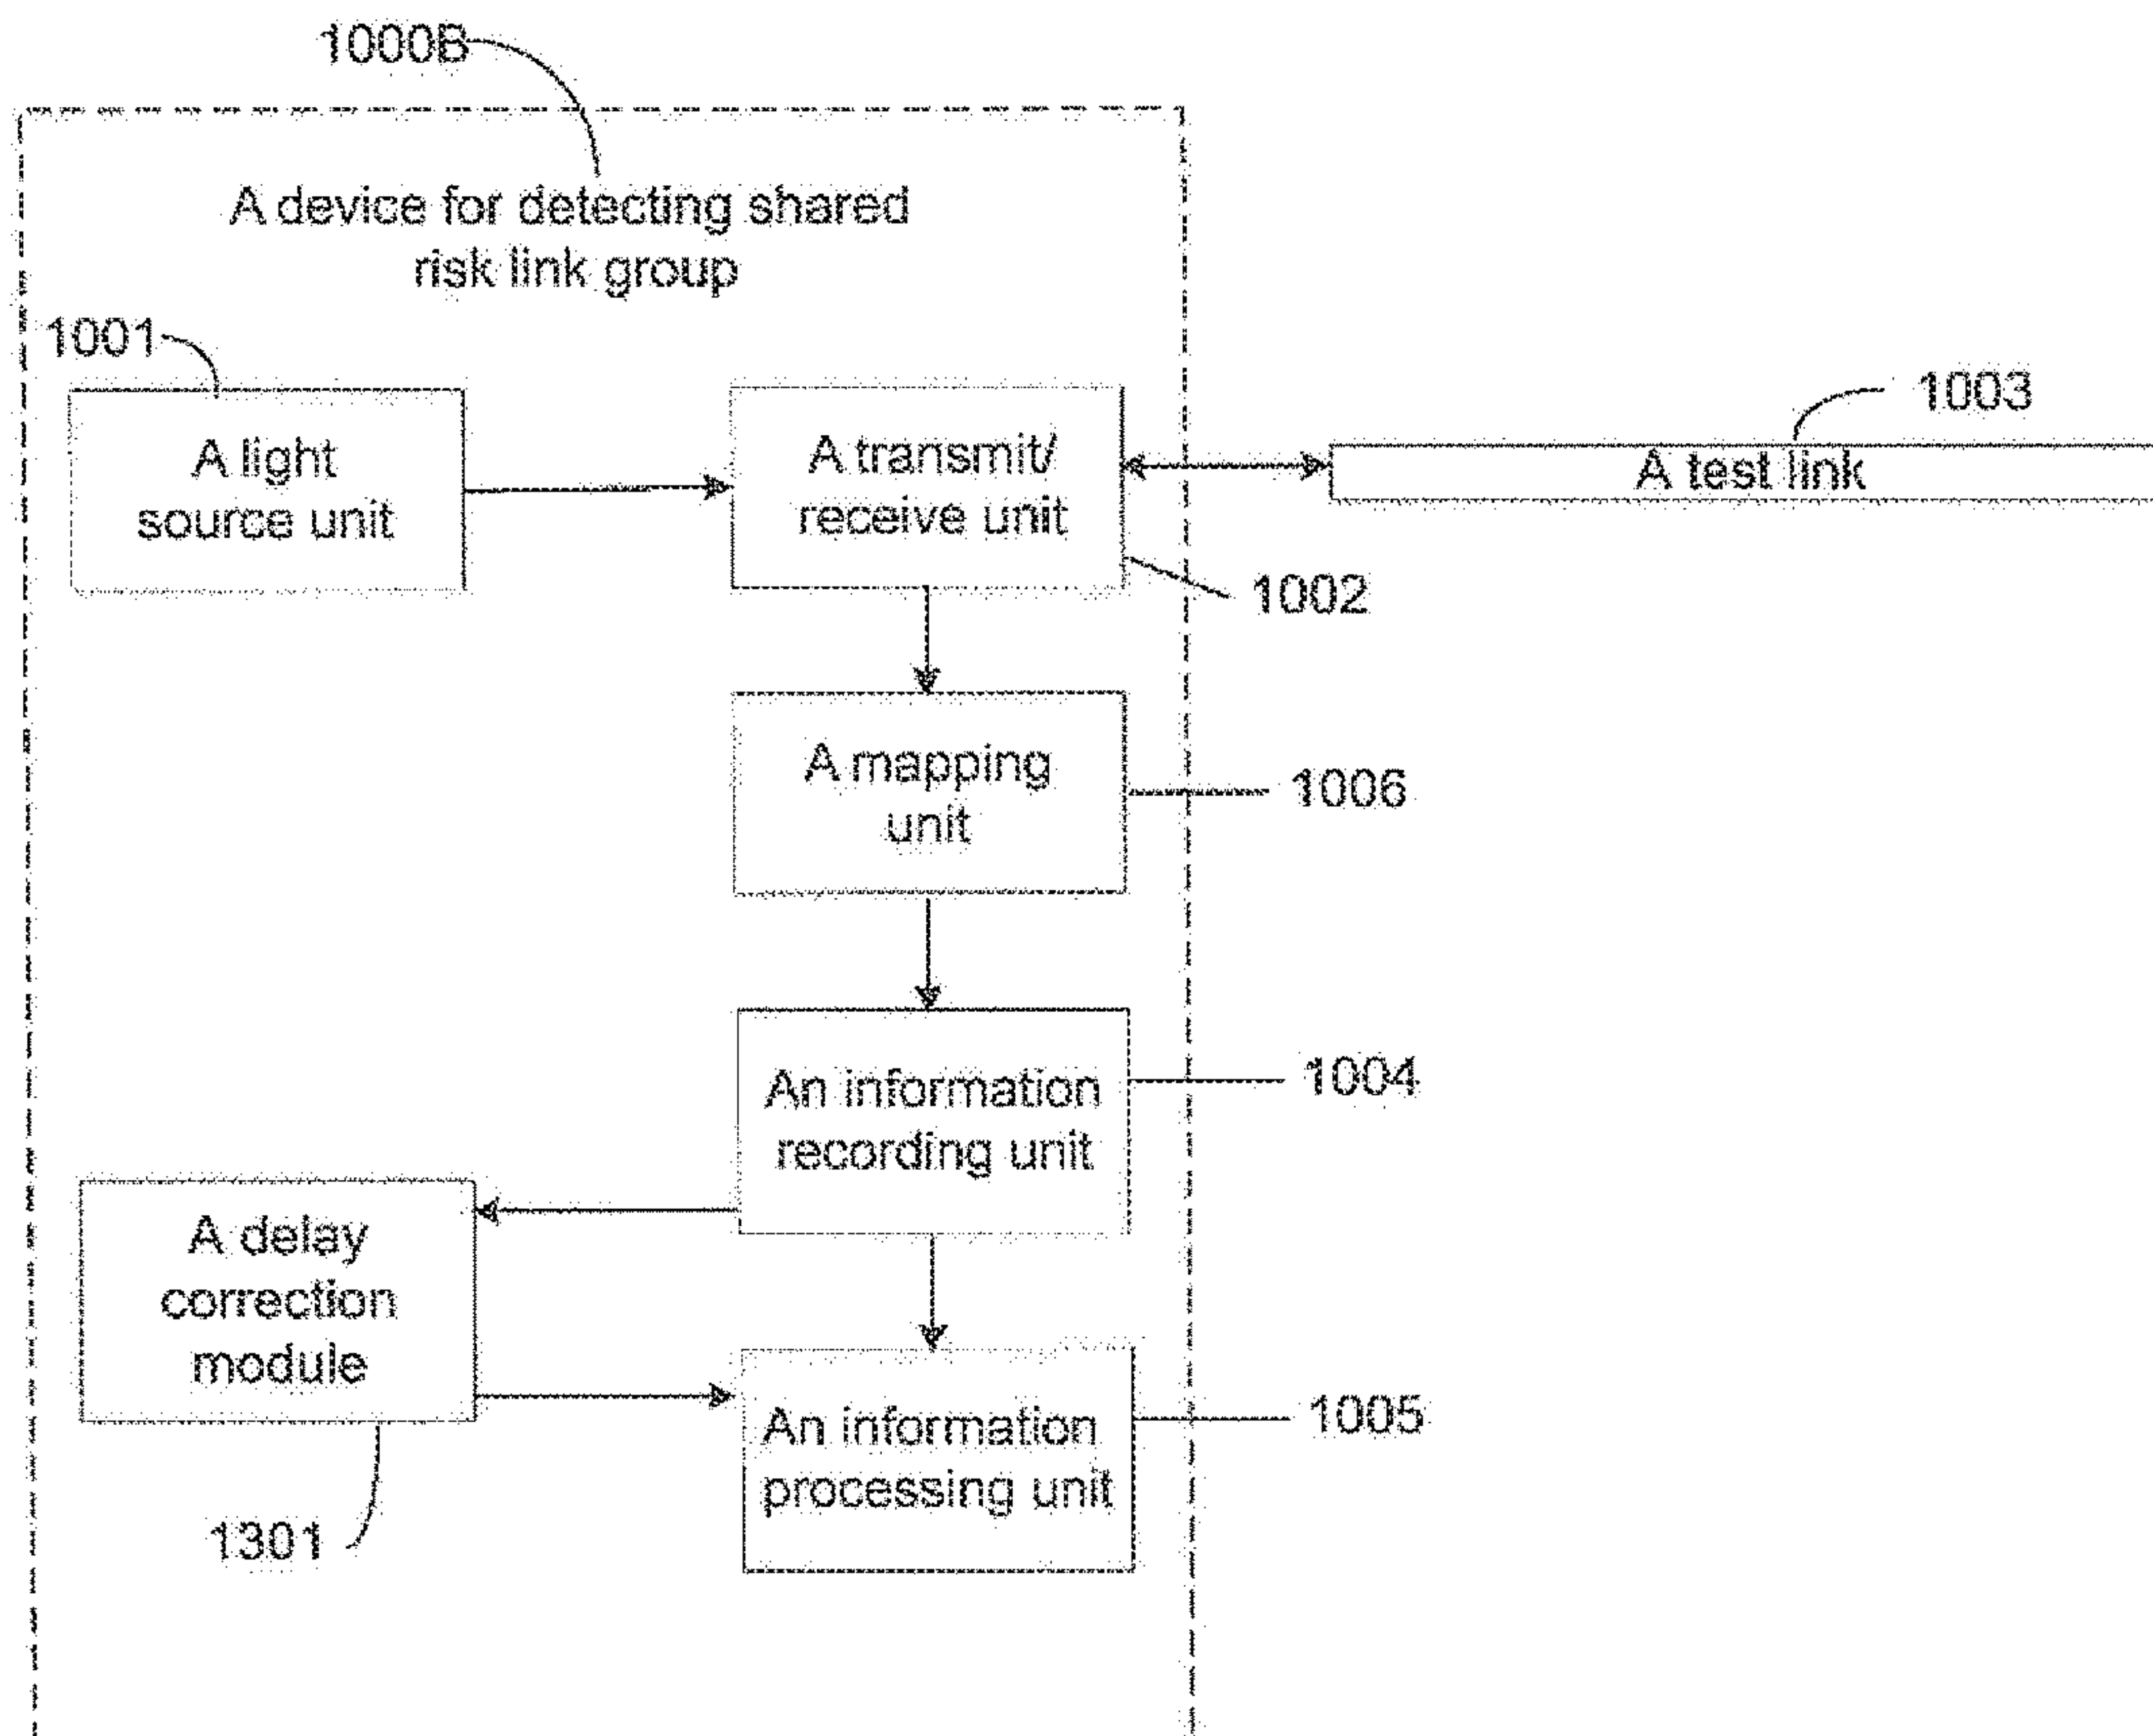 1000B
A device for detecting shared
risk link group
1001
A light
source unit
A transmit/
receive unit
1003
A test link
1002
A mapping
unit
1006
An information
recording unit
1004
A delay
correction
module
1301
An information
processing unit
1005